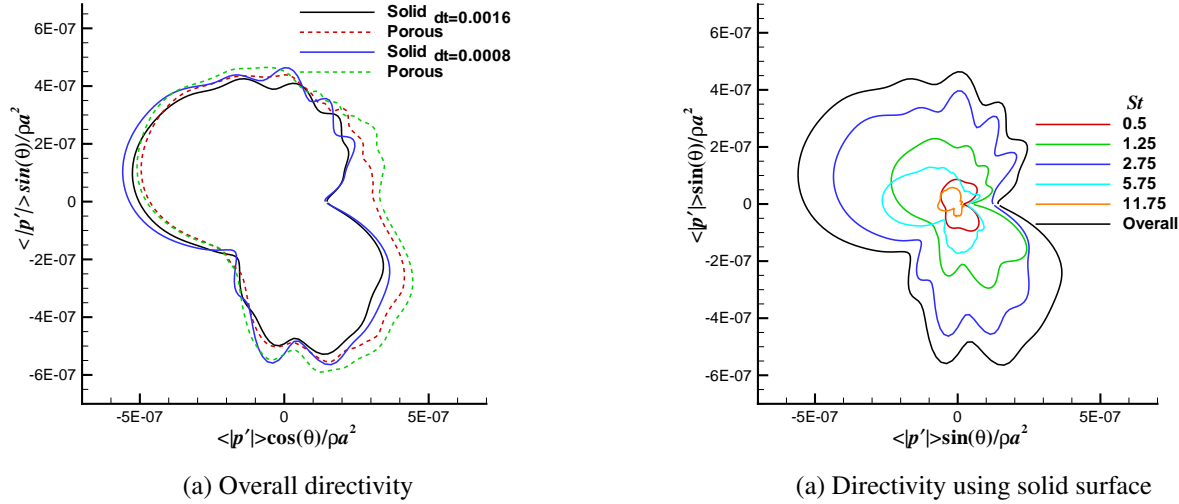 6E-07
4E-07
2E-07
0
-2E-07
-4E-07
-6E-07
</|p'/> sin(θ)/ρa²
Solid dt=0.0016
Porous
Solid dt=0.0008
Porous
-5E-07 0 5E-07
<|p'|>cos(θ)/ρa²
(a) Overall directivity
6E-07
4E-07
2E-07
0
-2E-07
-4E-07
-6E-07
<|p'|>sin(θ)/ρa²
St
0.5
1.25
2.75
5.75
11.75
Overall
-5E-07 0 5E-07
<|p'|>sin(θ)/ρa²
(a) Directivity using solid surface